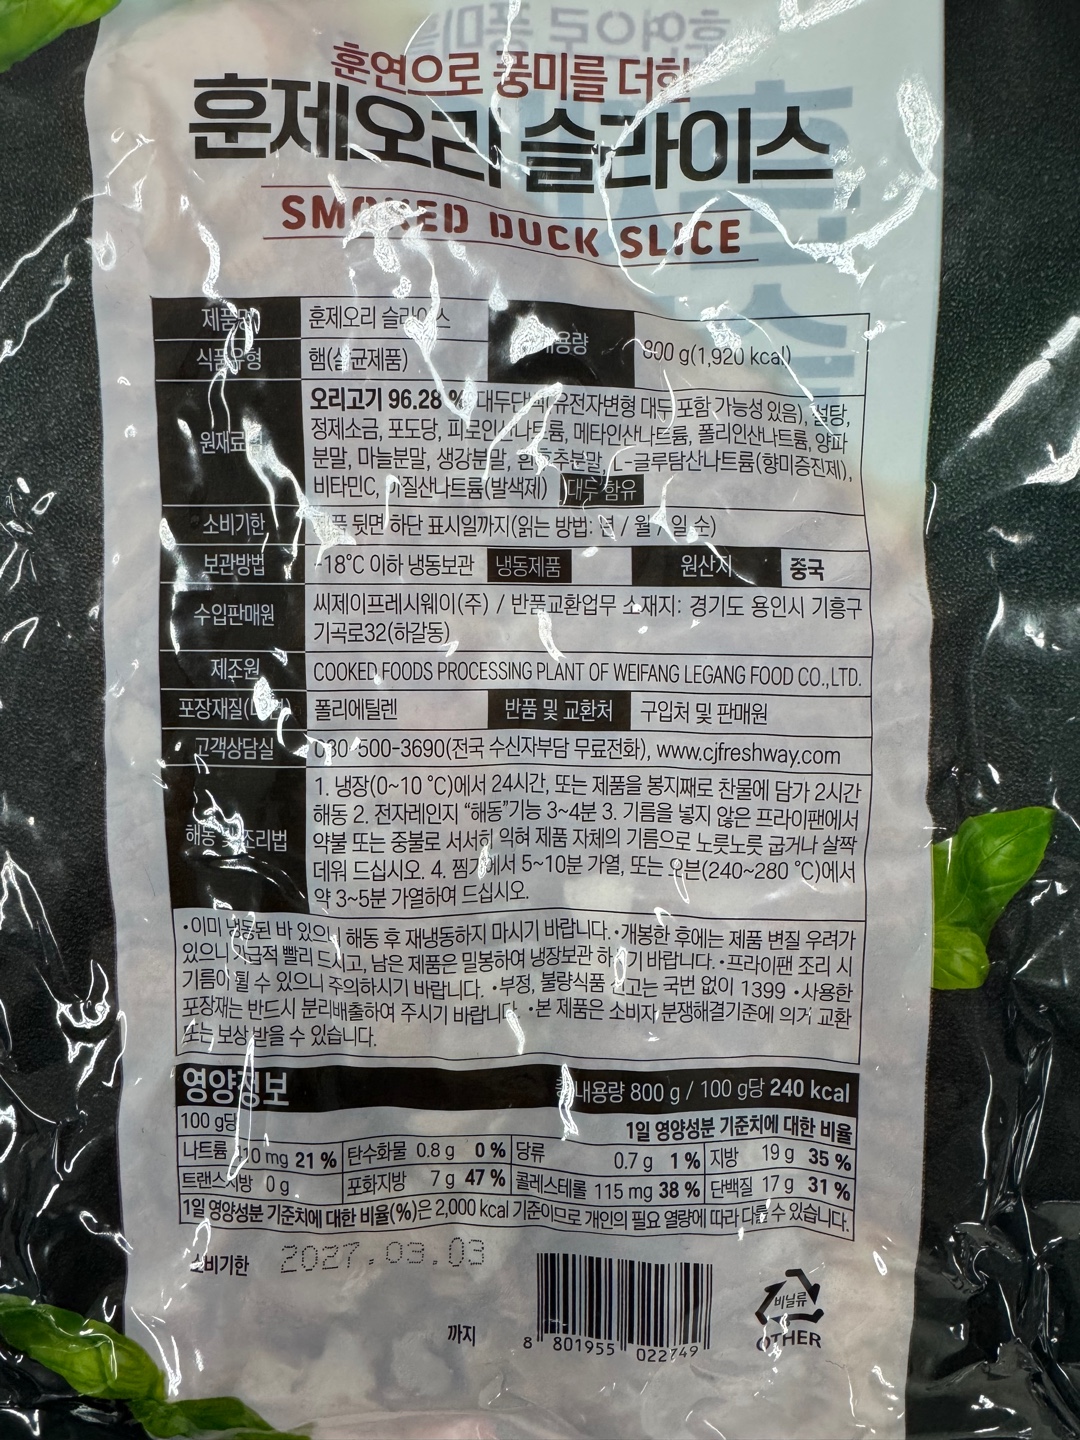 훈연으로 풍미를 더한
훈제오리 슬라이스
SMOKED DUCK SLICE
제품명 훈제오리 슬라이스 내용량 800 g(1,920 kcal)
식품유형 햄(살균제품)
원재료명 오리고기 96.28 %, 대두단백(유전자변형 대두 포함 가능성 있음), 설탕,
정제소금, 포도당, 피로인산나트륨, 메타인산나트륨, 폴리인산나트륨, 양파
분말, 마늘분말, 생강분말, 흰후추분말, L-글루탐산나트륨(향미증진제),
비타민C, 아질산나트륨(발색제) 대두 함유
소비기한 제품 뒷면 하단 표시일까지(읽는 방법: 년 / 월 / 일 순)
보관방법 -18℃ 이하 냉동보관 냉동제품 원산지 중국
수입판매원 씨제이프레시웨이(주) / 반품교환업무 소재지: 경기도 용인시 기흥구
기곡로32(하갈동)
제조원 COOKED FOODS PROCESSING PLANT OF WEIFANG LEGANG FOOD CO.,LTD.
포장재질 폴리에틸렌 반품 및 교환처 구입처 및 판매원
고객상담실 080-500-3690(전국 수신자부담 무료전화), www.cjfreshway.com
해동 및 조리법 1. 냉장(0~10 ℃)에서 24시간, 또는 제품을 봉지째로 찬물에 담가 2시간
해동 2. 전자레인지 “해동”기능 3~4분 3. 기름을 넣지 않은 프라이팬에서
약불 또는 중불로 서서히 익혀 제품 자체의 기름으로 노릇노릇 굽거나 살짝
데워 드십시오. 4. 찜기에서 5~10분 가열, 또는 오븐(240~280 ℃)에서
약 3~5분 가열하여 드십시오.
•이미 냉동된 바 있으니 해동 후 재냉동하지 마시기 바랍니다. •개봉한 후에는 제품 변질 우려가
있으니 가급적 빨리 드시고, 남은 제품은 밀봉하여 냉장보관 하시기 바랍니다. •프라이팬 조리 시
기름이 튈 수 있으니 주의하시기 바랍니다. •부정, 불량식품 신고는 국번 없이 1399 •사용한
포장재는 반드시 분리배출하여 주시기 바랍니다. •본 제품은 소비자 분쟁해결기준에 의거 교환
또는 보상 받을 수 있습니다.
영양정보 총 내용량 800 g / 100 g당 240 kcal
100 g당 1일 영양성분 기준치에 대한 비율
나트륨 mg 21 % 탄수화물 0.8 g 0 % 당류 0.7 g 1 % 지방 19 g 35 %
트랜스지방 0 g 포화지방 7 g 47 % 콜레스테롤 115 mg 38 % 단백질 17 g 31 %
1일 영양성분 기준치에 대한 비율(%)은 2,000 kcal 기준이므로 개인의 필요 열량에 따라 다를 수 있습니다.
소비기한 2027.03.03
까지
8 801955 022749
비닐류
OTHER